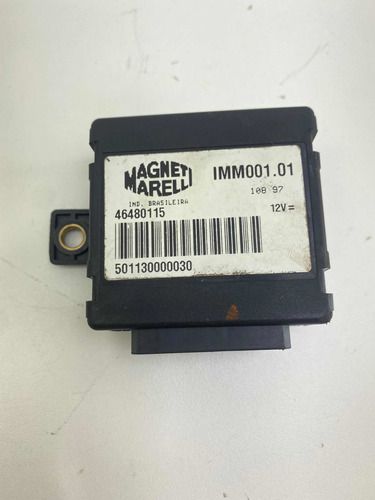 MAGNETI
MARELLI
IMM001.01
IND. BRASILEIRA
108 97
46480115
12V=
501130000030